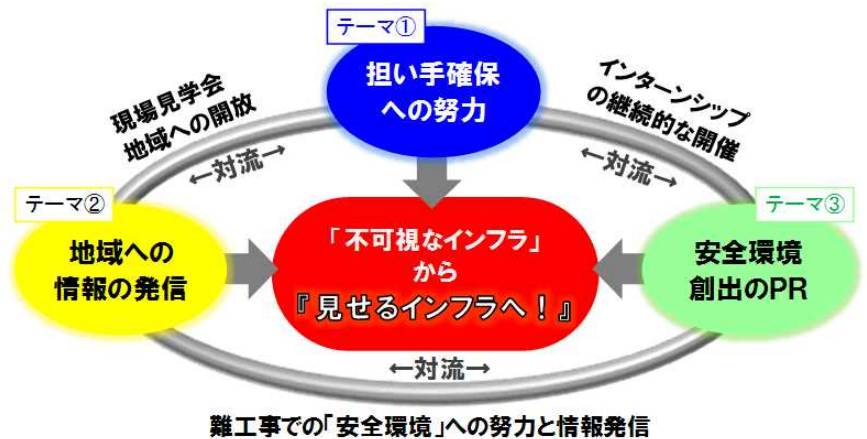 テーマ①
担い手確保
への努力
現場見学会
地域への開放
インターンシップ
の継続的な開催
←対流→
←対流→
テーマ②
地域への
情報の発信
「不可視なインフラ」
から
『見せるインフラへ！』
テーマ③
安全環境
創出のPR
←対流→
難工事での「安全環境」への努力と情報発信